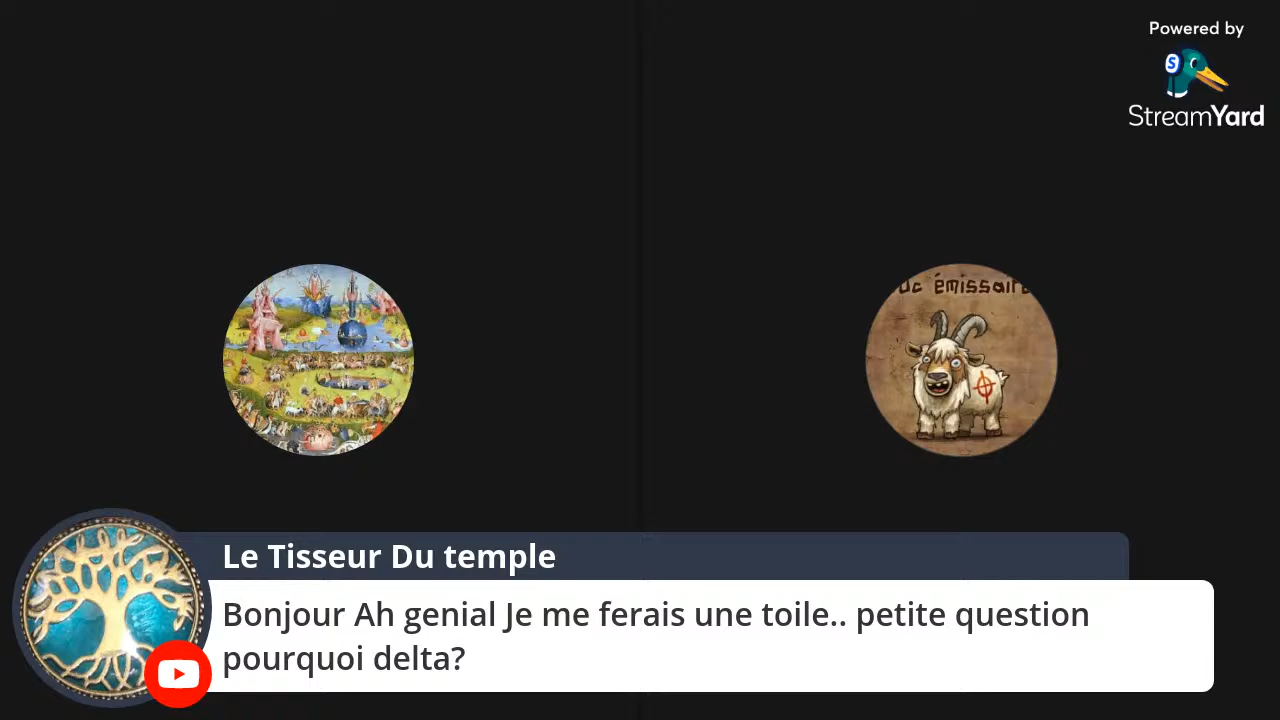 Powered by
StreamYard
émissaire
Le Tisseur Du temple
Bonjour Ah genial Je me ferais une toile.. petite question
pourquoi delta?